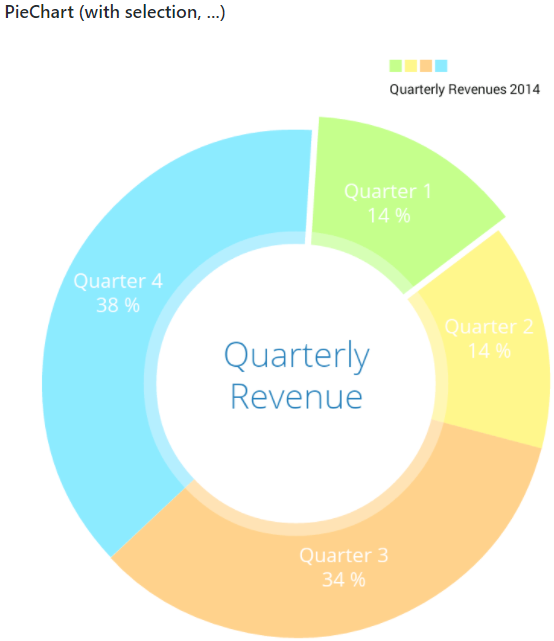 PieChart (with selection, ...)
Quarterly Revenues 2014
Quarter 1
14 %
Quarter 4
38 %
Quarter 2
14 %
Quarterly
Revenue
Quarter 3
34 %